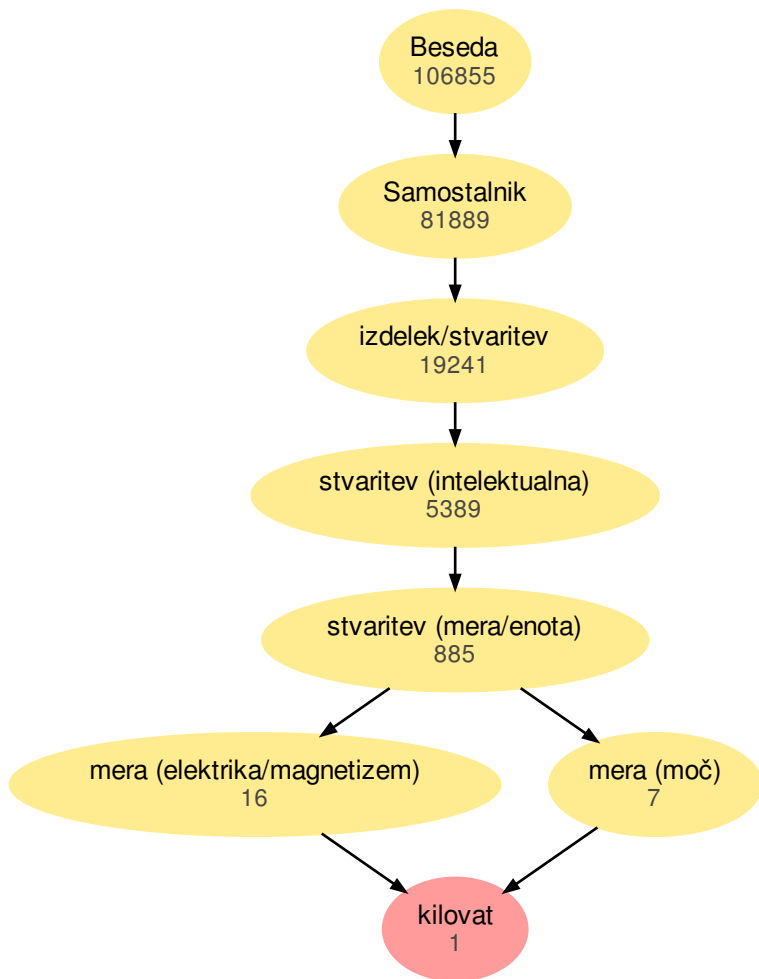 Beseda
106855
Samostalnik
81889
izdelek/stvaritev
19241
stvaritev (intelektualna)
5389
stvaritev (mera/enota)
885
mera (elektrika/magnetizem)
16
mera (moč)
7
kilovat
1